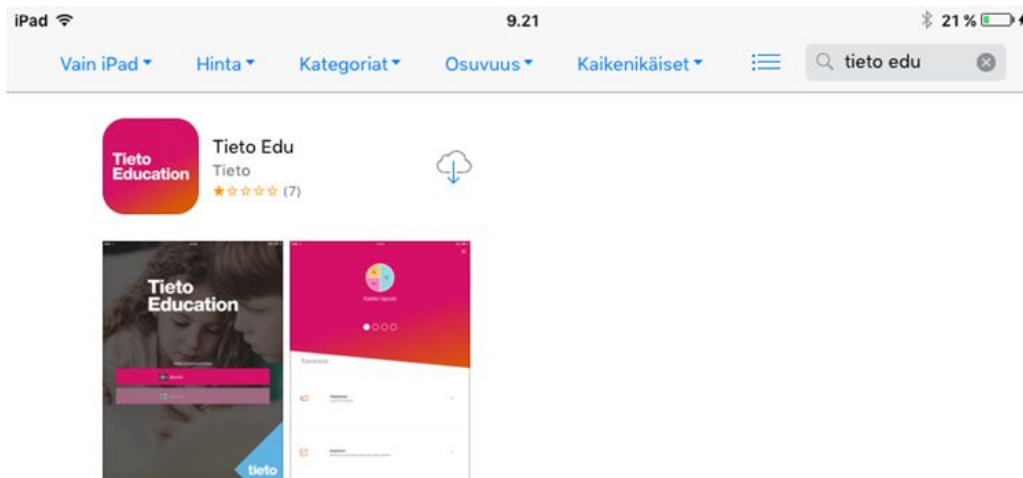 iPad 9.21 21 %
Vain iPad Hinta Kategoriat Osuvuus Kaikenikäiset tieto edu
Tieto Edu
Tieto
(7)
Tieto
Education
Tieto
Education
tieto